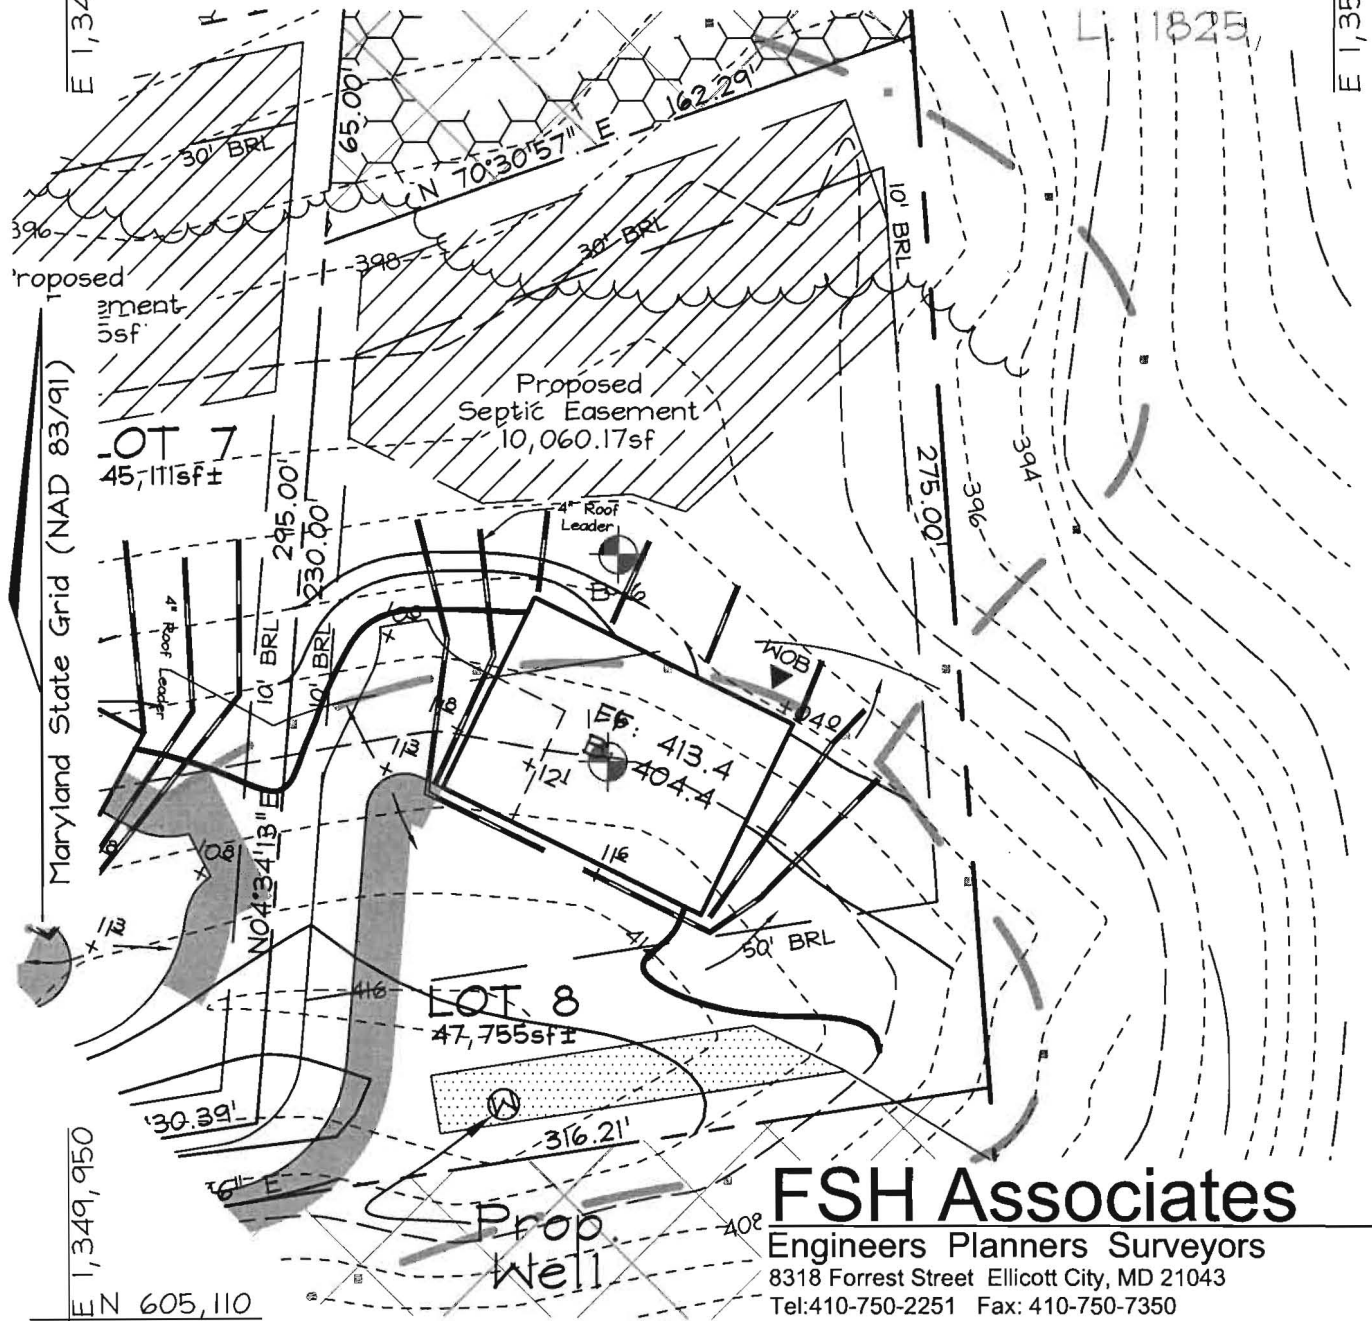 E 1,34
L. 1825,
E 1,35
65.00'
162.29'
N 70°30'57" E
30' BRL
30' BRL
10' BRL
396
398
roposed
ement
5sf
Proposed
Septic Easement
10,060.17sf
LOT 7
45,111sf±
Maryland State Grid (NAD 83/91)
295.00'
230.00'
275.00'
394
396
4" Roof
Leader
4" Roof Leader
10' BRL
10' BRL
WOB
413.4
404.4
N04°34'13" E
50' BRL
416
LOT 8
47,755sf±
W
'30.39'
316.21'
6" E
Prop.
Well
408
E 1,349,950
N 605,110
FSH Associates
Engineers Planners Surveyors
8318 Forrest Street Ellicott City, MD 21043
Tel:410-750-2251 Fax: 410-750-7350